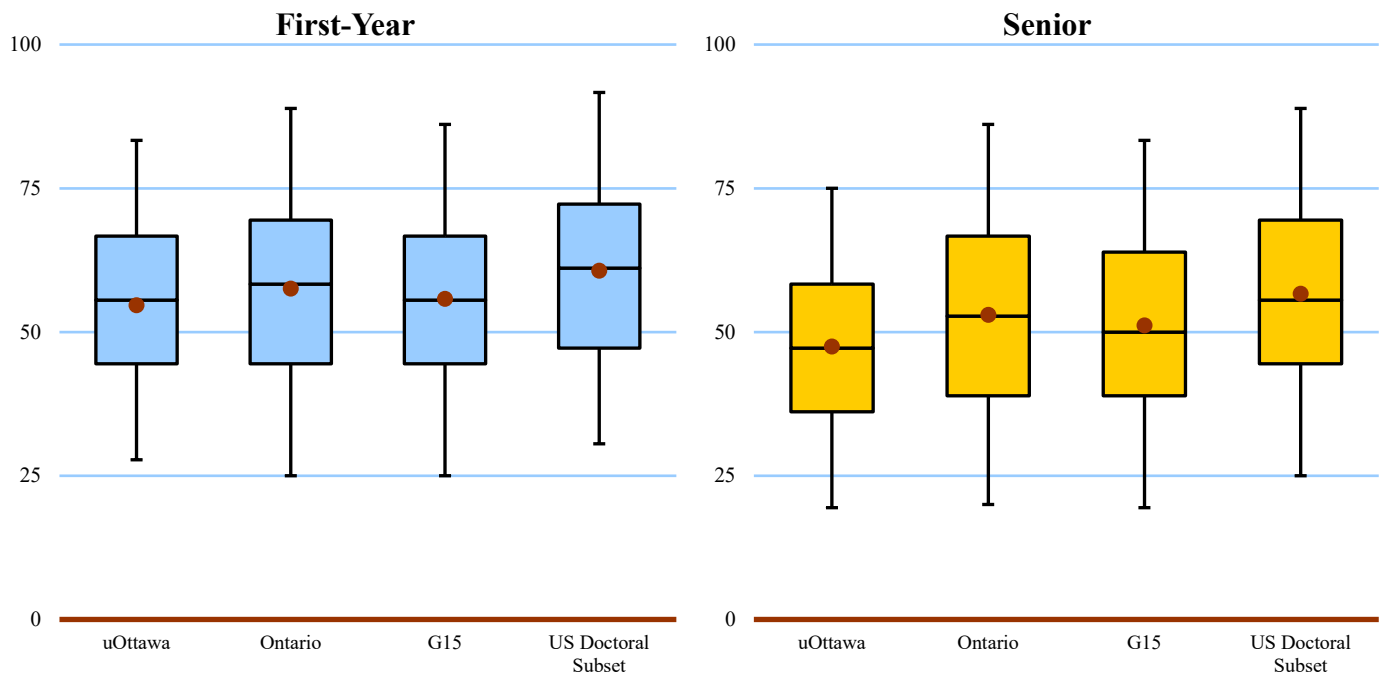 First-Year
100
75
50
25
0
uOttawa
Ontario
G15
US Doctoral
Subset
Senior
100
75
50
25
0
uOttawa
Ontario
G15
US Doctoral
Subset